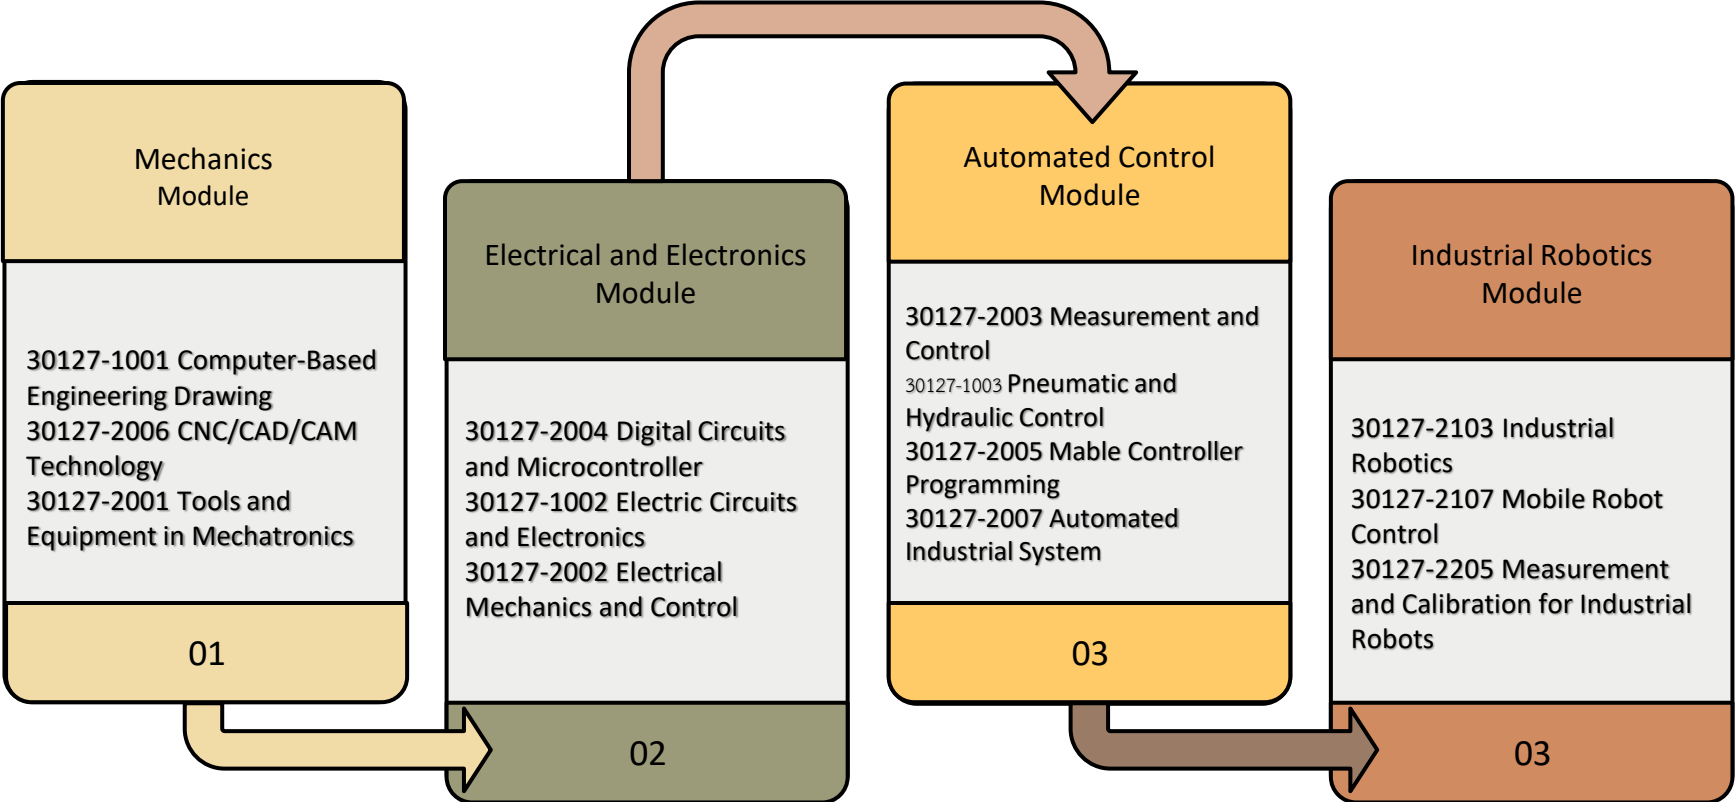 Mechanics
Module
30127-1001 Computer-Based
Engineering Drawing
30127-2006 CNC/CAD/CAM
Technology
30127-2001 Tools and
Equipment in Mechatronics
01
Electrical and Electronics
Module
30127-2004 Digital Circuits
and Microcontroller
30127-1002 Electric Circuits
and Electronics
30127-2002 Electrical
Mechanics and Control
02
Automated Control
Module
30127-2003 Measurement and
Control
30127-1003 Pneumatic and
Hydraulic Control
30127-2005 Mable Controller
Programming
30127-2007 Automated
Industrial System
03
Industrial Robotics
Module
30127-2103 Industrial
Robotics
30127-2107 Mobile Robot
Control
30127-2205 Measurement
and Calibration for Industrial
Robots
03